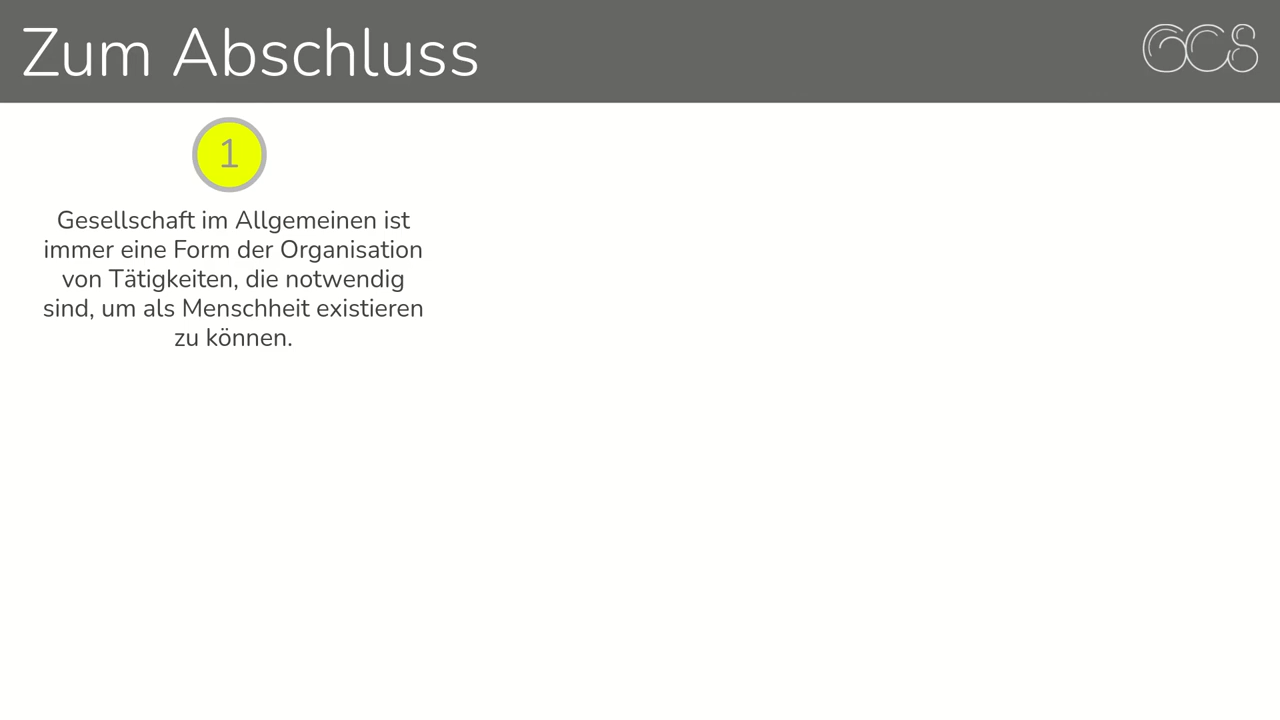 Zum Abschluss
GC8
1
Gesellschaft im Allgemeinen ist
immer eine Form der Organisation
von Tätigkeiten, die notwendig
sind, um als Menschheit existieren
zu können.